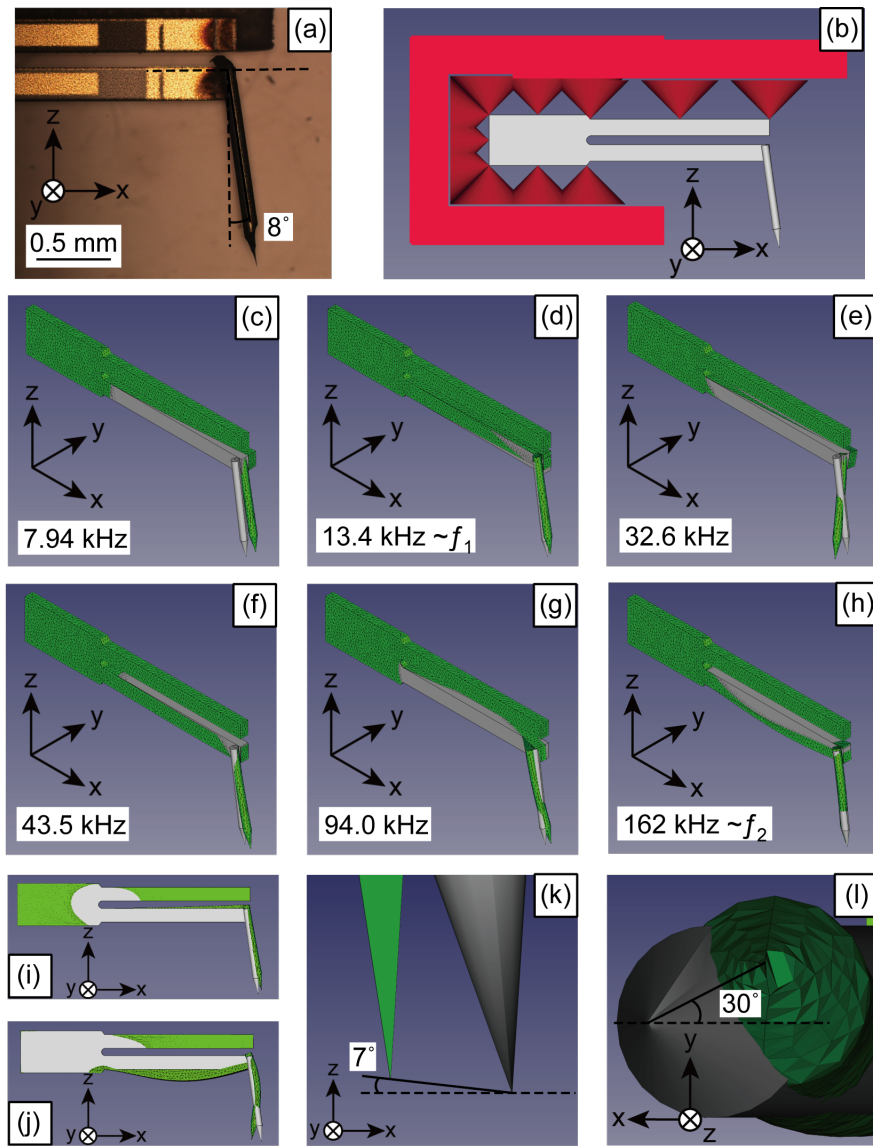 (a)
z
x
y
8°
0.5 mm
(b)
z
y
x
(c)
z
y
x
7.94 kHz
(d)
z
y
x
13.4 kHz ~f₁
(e)
z
y
x
32.6 kHz
(f)
z
y
x
43.5 kHz
(g)
z
y
x
94.0 kHz
(h)
z
y
x
162 kHz ~f₂
(i)
z
y
x
(j)
z
y
x
(k)
7°
z
y
x
(l)
30°
y
x
z